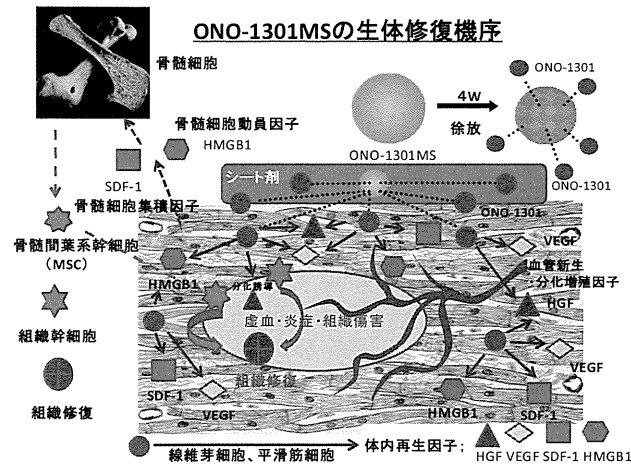 ONO-1301MSの生体修復機序
骨髄細胞
ONO-1301
4W
徐放
骨髄細胞動員因子
HMGB1
SDF-1
ONO-1301MS
ONO-1301
シート剤
骨髄細胞集積因子
ONO-1301
骨髄間葉系幹細胞
（MSC）
VEGF
血管新生
・分化増殖因子
HMGB1
分化誘導
HGF
虚血・炎症・組織傷害
組織幹細胞
組織修復
VEGF
組織修復
SDF-1
VEGF
HMGB1
SDF-1
線維芽細胞、平滑筋細胞
体内再生因子；
HGF VEGF SDF-1 HMGB1